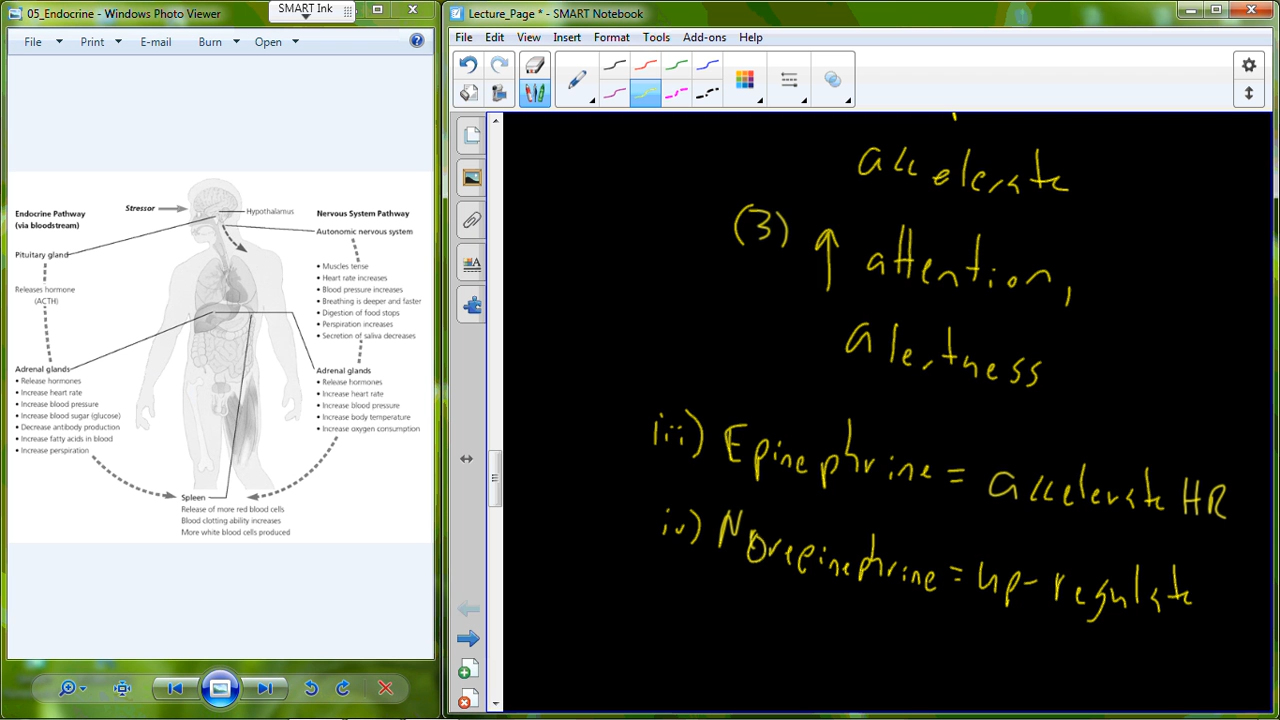 05_Endocrine - Windows Photo Viewer
SMART Ink
File
Print
E-mail
Burn
Open
Endocrine Pathway
(via bloodstream)
Stressor
Hypothalamus
Nervous System Pathway
Autonomic nervous system
Pituitary gland
Releases hormone
(ACTH)
• Muscles tense
• Heart rate increases
• Blood pressure increases
• Breathing is deeper and faster
• Digestion of food stops
• Perspiration increases
• Secretion of saliva decreases
Adrenal glands
• Release hormones
• Increase heart rate
• Increase blood pressure
• Increase blood sugar (glucose)
• Decrease antibody production
• Increase fatty acids in blood
• Increase perspiration
Adrenal glands
• Release hormones
• Increase heart rate
• Increase blood pressure
• Increase body temperature
• Increase oxygen consumption
Spleen
Release of more red blood cells
Blood clotting ability increases
More white blood cells produced
Lecture_Page * - SMART Notebook
File Edit View Insert Format Tools Add-ons Help
accelerate
(3) ↑ attention,
alertness
iii) Epinephrine = accelerate HR
iv) Norepinephrine = up-regulate